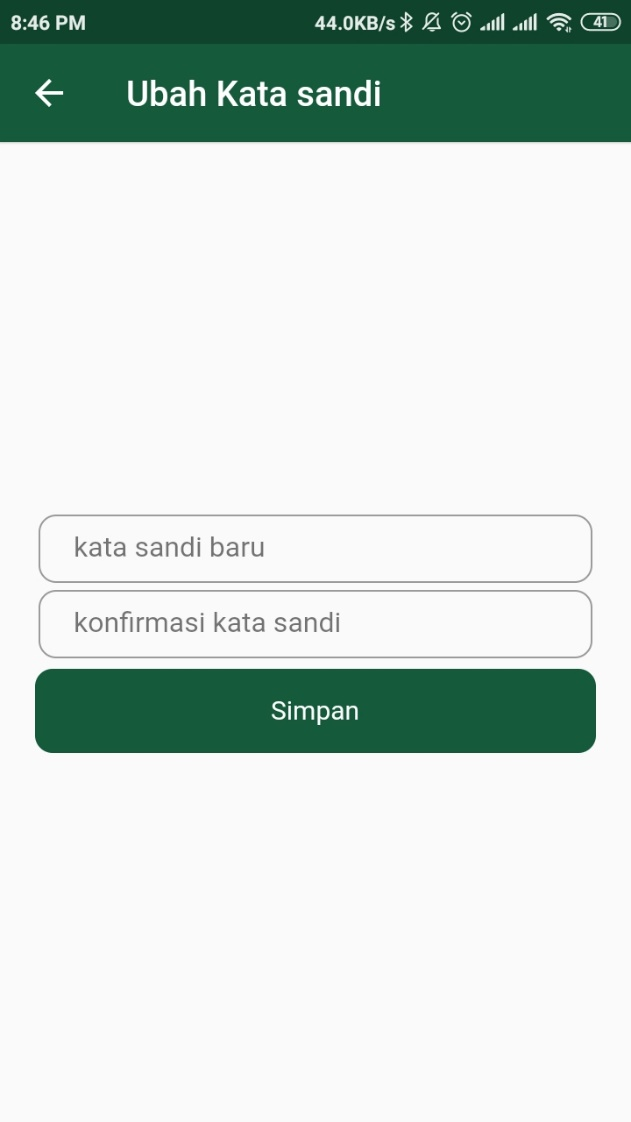 8:46 PM 44.0KB/s 41
Ubah Kata sandi
kata sandi baru
konfirmasi kata sandi
Simpan